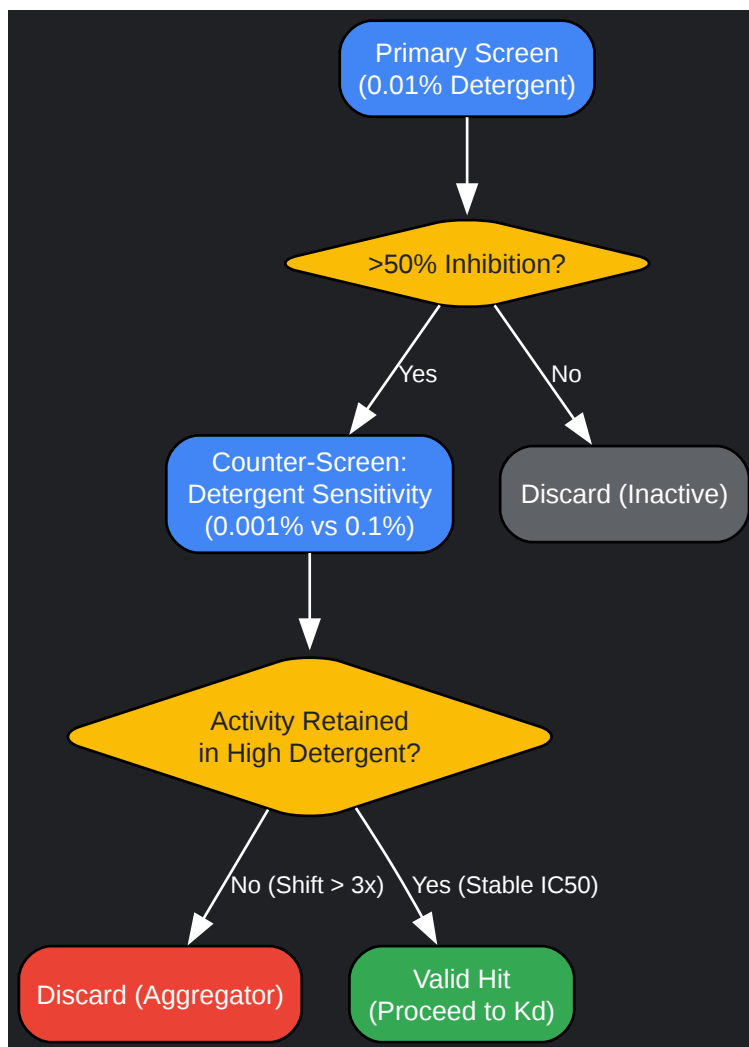 Primary Screen
(0.01% Detergent)
>50% Inhibition?
Yes
No
Counter-Screen:
Detergent Sensitivity
(0.001% vs 0.1%)
Discard (Inactive)
Activity Retained
in High Detergent?
No (Shift > 3x)
Yes (Stable IC50)
Discard (Aggregator)
Valid Hit
(Proceed to Kd)